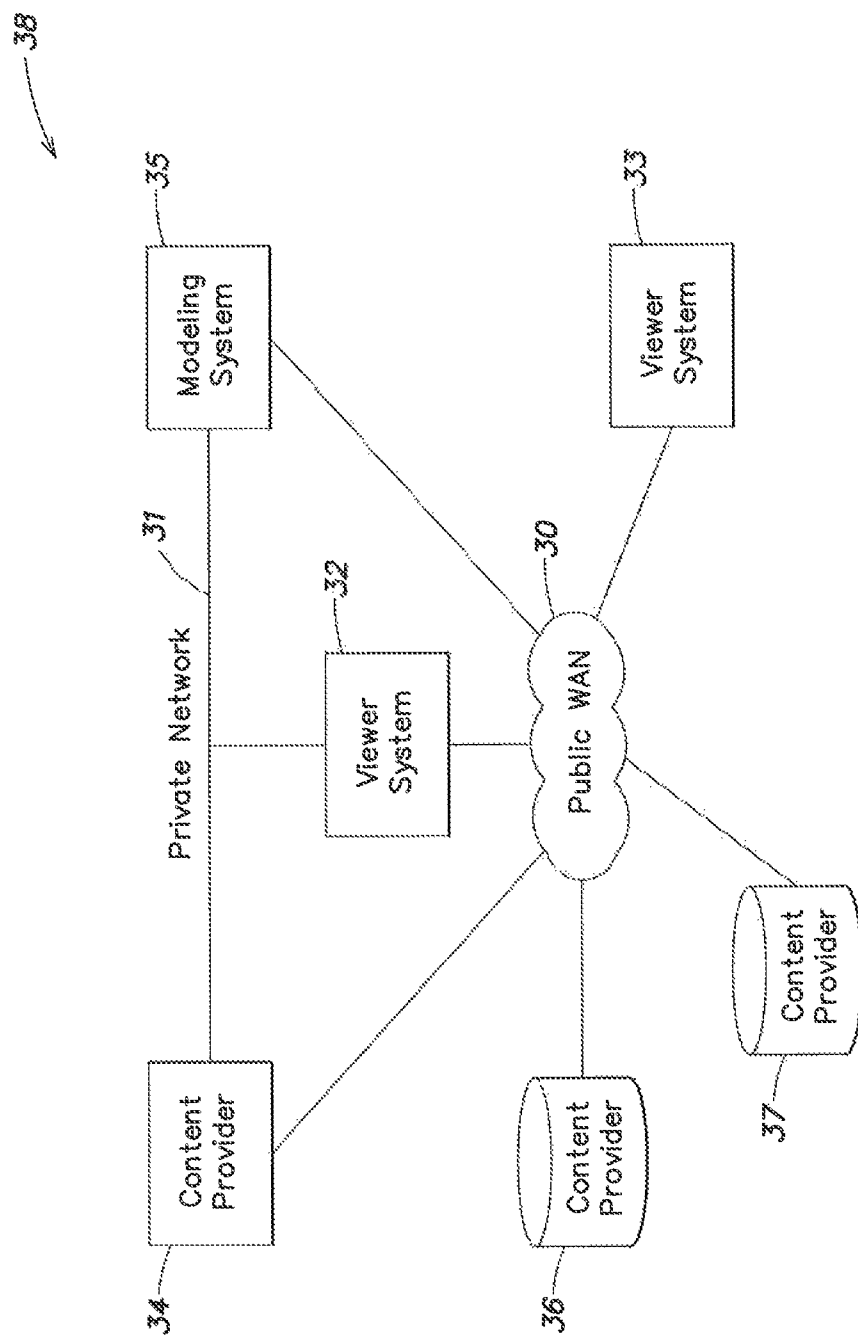 38
35
Modeling
System
31
Private Network
33
Viewer
System
32
Viewer
System
30
Public WAN
34
Content
Provider
36
Content
Provider
37
Content
Provider